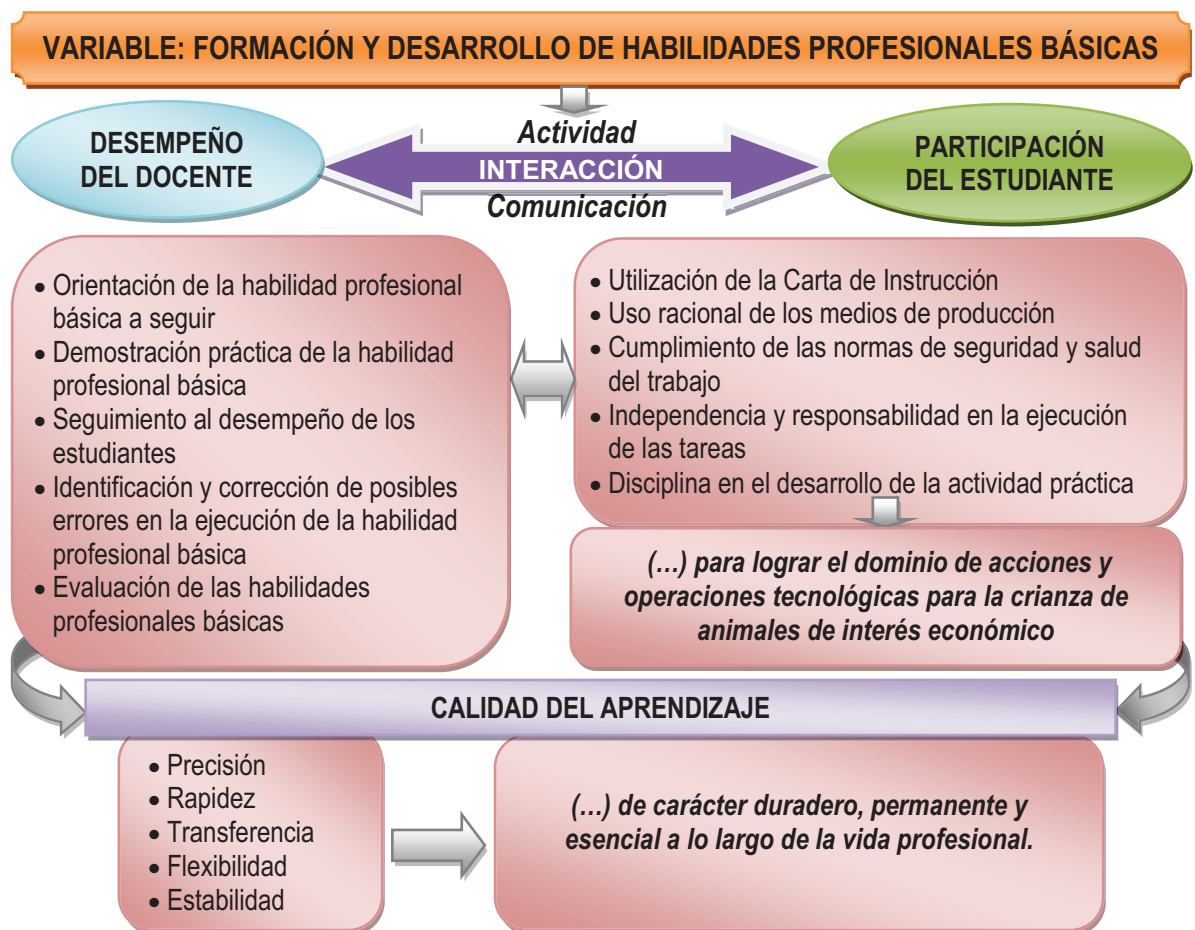 VARIABLE: FORMACIÓN Y DESARROLLO DE HABILIDADES PROFESIONALES BÁSICAS
DESEMPEÑO
DEL DOCENTE
Actividad
INTERACCIÓN
Comunicación
PARTICIPACIÓN
DEL ESTUDIANTE
• Orientación de la habilidad profesional
básica a seguir
• Demostración práctica de la habilidad
profesional básica
• Seguimiento al desempeño de los
estudiantes
• Identificación y corrección de posibles
errores en la ejecución de la habilidad
profesional básica
• Evaluación de las habilidades
profesionales básicas
• Utilización de la Carta de Instrucción
• Uso racional de los medios de producción
• Cumplimiento de las normas de seguridad y salud
del trabajo
• Independencia y responsabilidad en la ejecución
de las tareas
• Disciplina en el desarrollo de la actividad práctica
(…) para lograr el dominio de acciones y
operaciones tecnológicas para la crianza de
animales de interés económico
CALIDAD DEL APRENDIZAJE
• Precisión
• Rapidez
• Transferencia
• Flexibilidad
• Estabilidad
(…) de carácter duradero, permanente y
esencial a lo largo de la vida profesional.